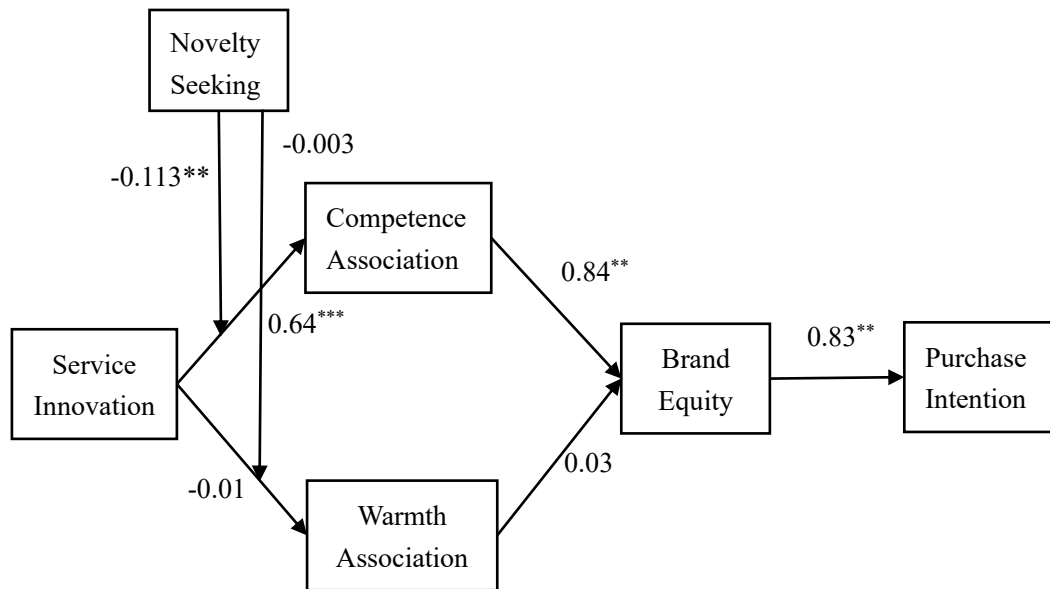 Novelty
Seeking
-0.003
-0.113**
Competence
Association
0.84**
0.64***
Service
Innovation
Brand
Equity
0.83**
Purchase
Intention
-0.01
0.03
Warmth
Association